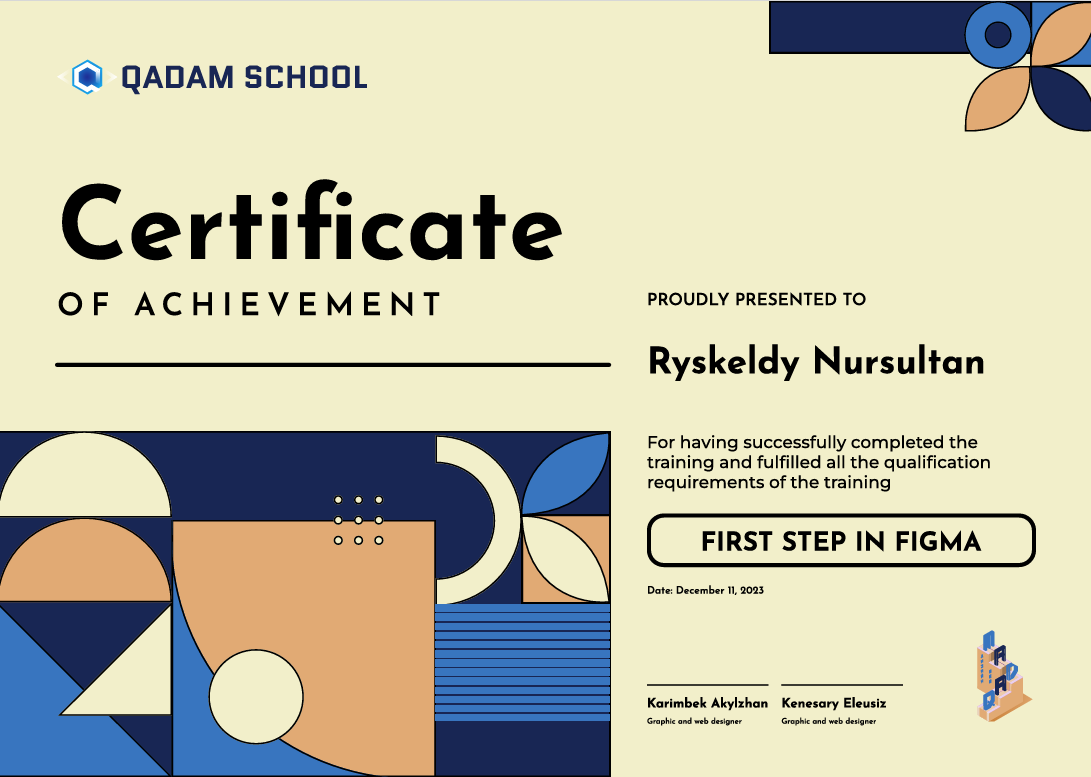 QADAM SCHOOL
Certificate
OF ACHIEVEMENT
PROUDLY PRESENTED TO
Ryskeldy Nursultan
For having successfully completed the
training and fulfilled all the qualification
requirements of the training
FIRST STEP IN FIGMA
Date: December 11, 2023
Karimbek Akylzhan
Graphic and web designer
Kenesary Eleusiz
Graphic and web designer